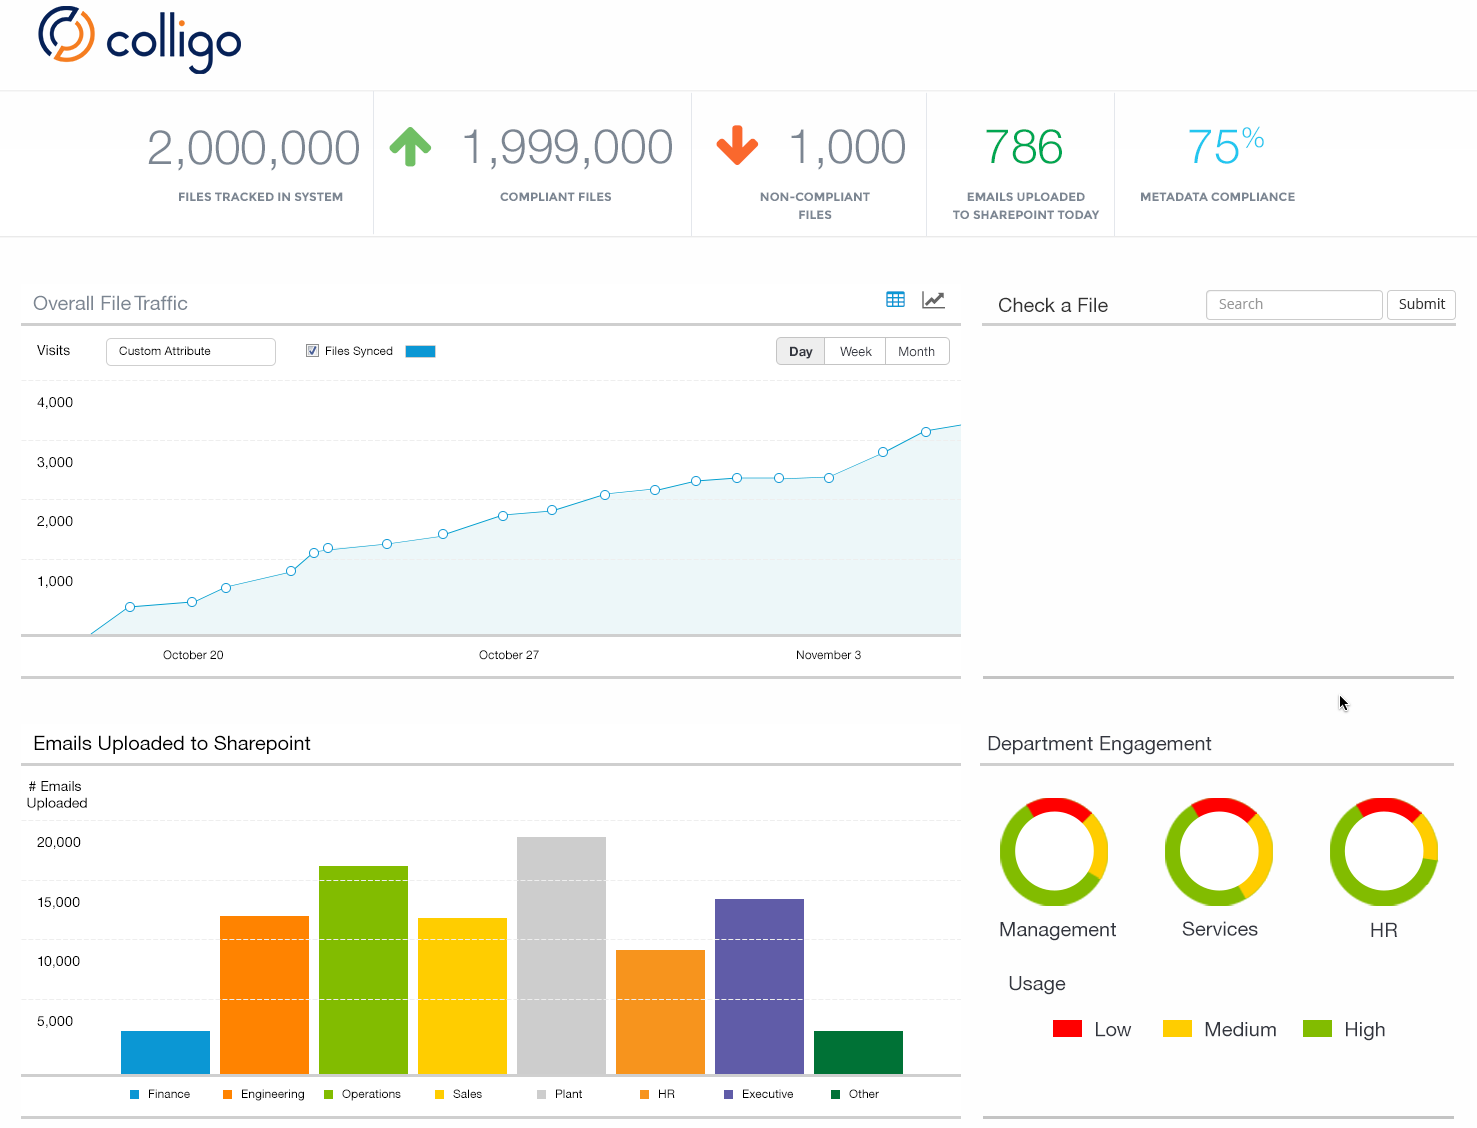 colligo
2,000,000
FILES TRACKED IN SYSTEM
1,999,000
COMPLIANT FILES
1,000
NON-COMPLIANT
FILES
786
EMAILS UPLOADED
TO SHAREPOINT TODAY
75%
METADATA COMPLIANCE
Overall File Traffic
Visits
Custom Attribute
Files Synced
Day
Week
Month
4,000
3,000
2,000
1,000
October 20
October 27
November 3
Check a File
Search
Submit
Emails Uploaded to Sharepoint
# Emails
Uploaded
20,000
15,000
10,000
5,000
Finance
Engineering
Operations
Sales
Plant
HR
Executive
Other
Department Engagement
Management
Services
HR
Usage
Low
Medium
High